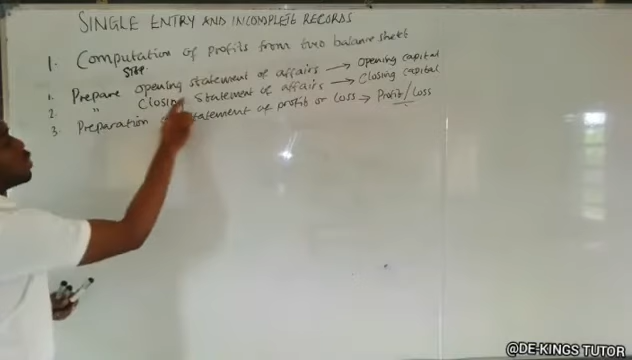 SINGLE ENTRY AND INCOMPLETE RECORDS
1. Computation of profits from two balance sheet
STEP
1. Prepare opening statement of affairs → Opening capital
2. " Closing Statement of affairs → Closing capital
3. Preparation statement of profit or Loss → Profit/Loss
@DE-KINGS TUTOR